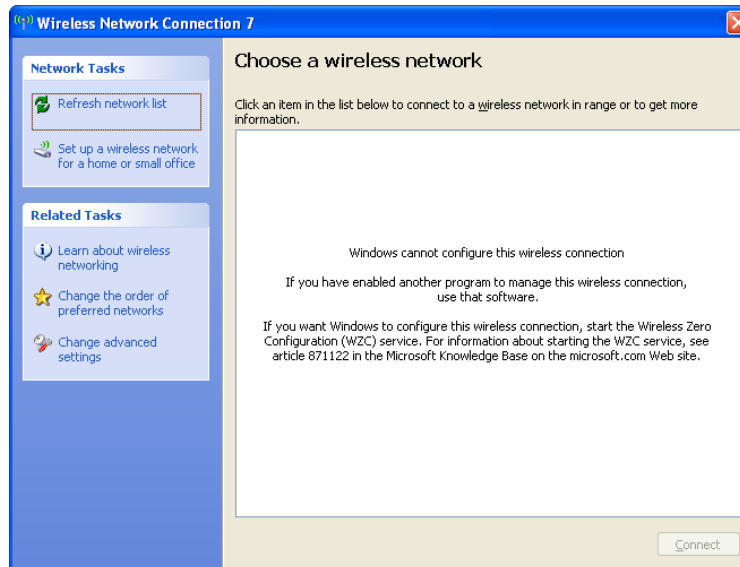 Wireless Network Connection 7
Network Tasks
Refresh network list
Set up a wireless network
for a home or small office
Related Tasks
Learn about wireless
networking
Change the order of
preferred networks
Change advanced
settings
Choose a wireless network
Click an item in the list below to connect to a wireless network in range or to get more
information.
Windows cannot configure this wireless connection
If you have enabled another program to manage this wireless connection,
use that software.
If you want Windows to configure this wireless connection, start the Wireless Zero
Configuration (WZC) service. For information about starting the WZC service, see
article 871122 in the Microsoft Knowledge Base on the microsoft.com Web site.
Connect